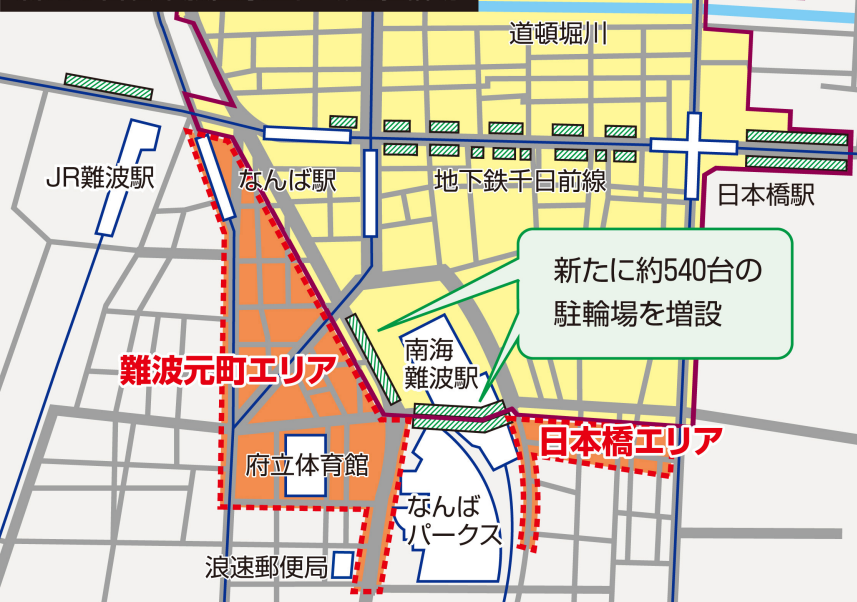 道頓堀川
JR難波駅
なんば駅
地下鉄千日前線
日本橋駅
新たに約540台の
駐輪場を増設
南海
難波駅
難波元町エリア
日本橋エリア
府立体育館
なんば
パークス
浪速郵便局